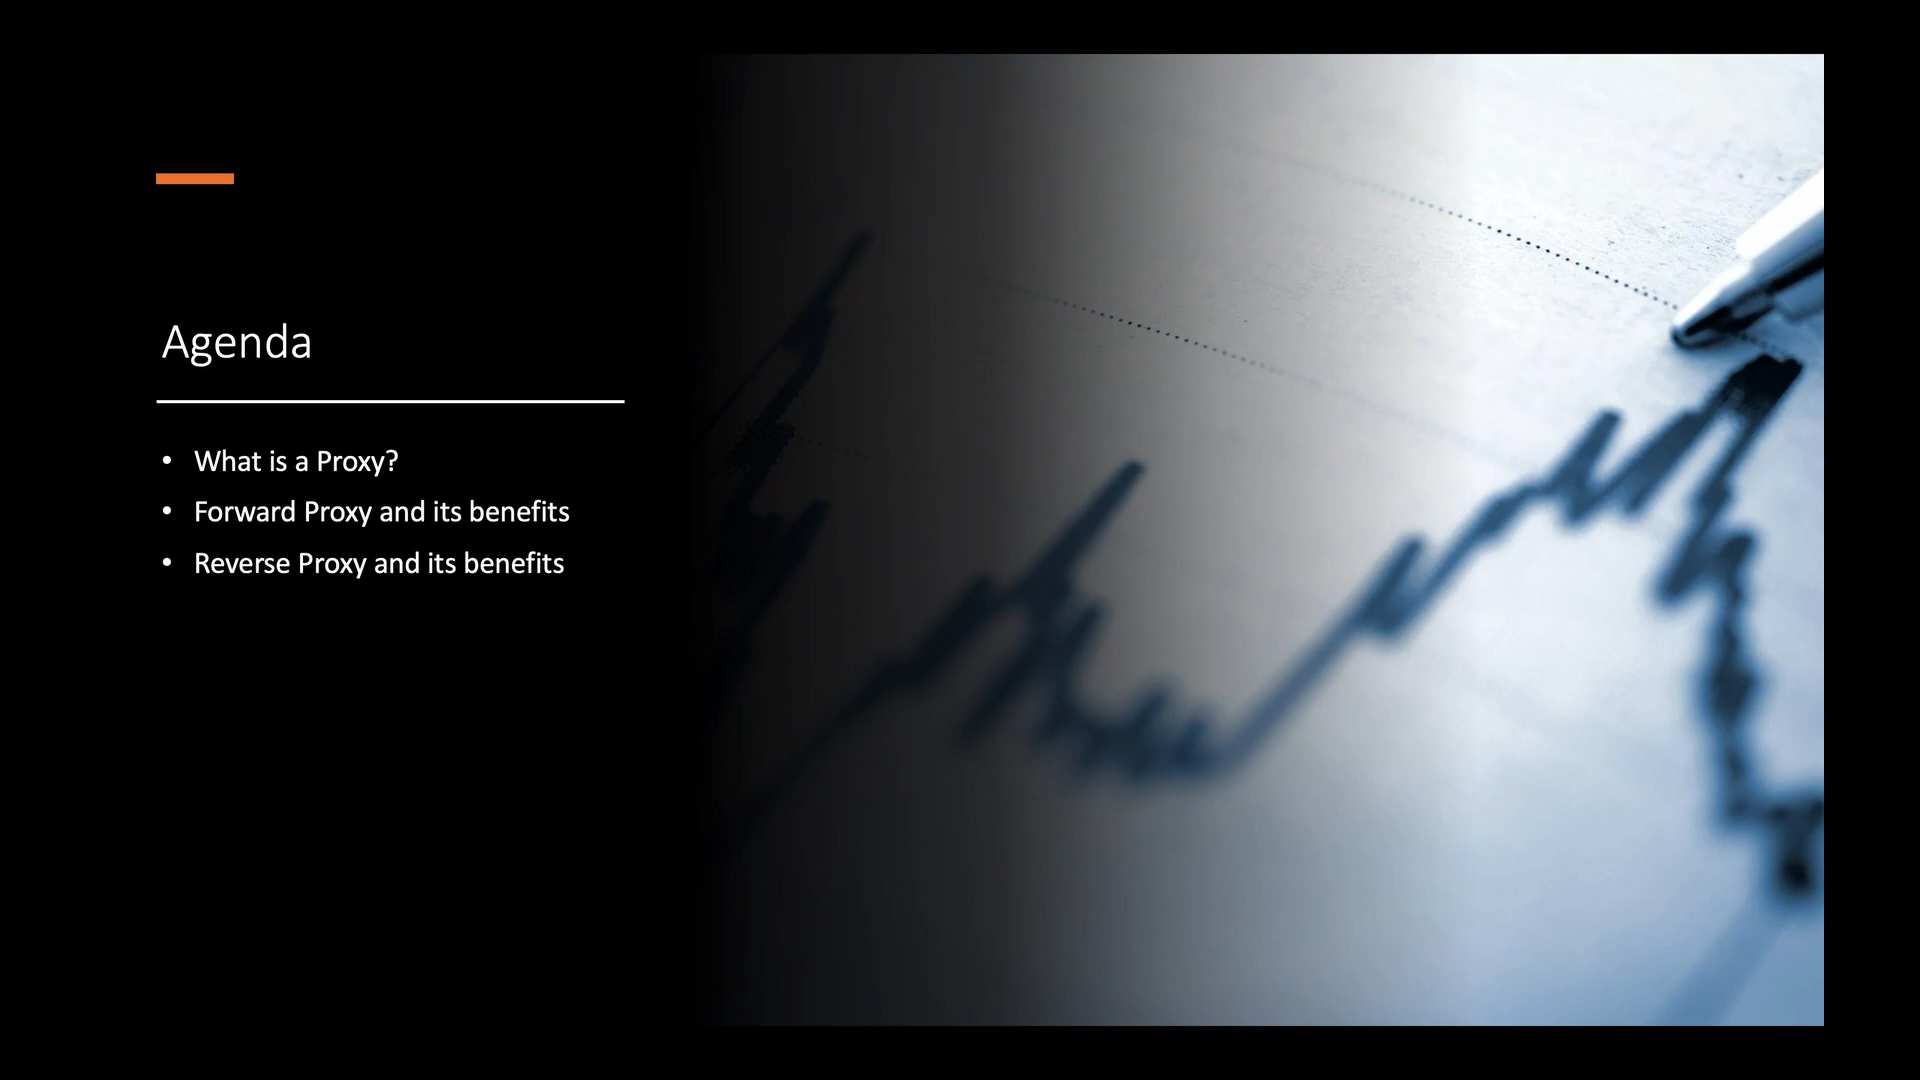 Agenda
• What is a Proxy?
• Forward Proxy and its benefits
• Reverse Proxy and its benefits